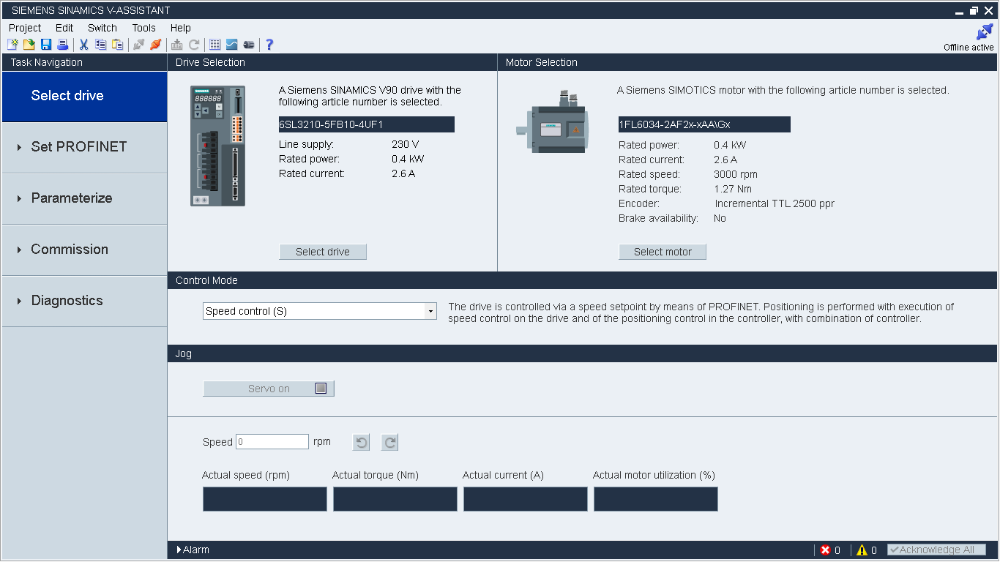 SIEMENS SINAMICS V-ASSISTANT
Project Edit Switch Tools Help
Offline active
Task Navigation
Select drive
Set PROFINET
Parameterize
Commission
Diagnostics
Drive Selection
SIEMENS
888888
A Siemens SINAMICS V90 drive with the
following article number is selected.
6SL3210-5FB10-4UF1
Line supply: 230 V
Rated power: 0.4 kW
Rated current: 2.6 A
Select drive
Motor Selection
A Siemens SIMOTICS motor with the following article number is selected.
1FL6034-2AF2x-xAA\Gx
Rated power: 0.4 kW
Rated current: 2.6 A
Rated speed: 3000 rpm
Rated torque: 1.27 Nm
Encoder: Incremental TTL 2500 ppr
Brake availability: No
Select motor
Control Mode
Speed control (S)
The drive is controlled via a speed setpoint by means of PROFINET. Positioning is performed with execution of
speed control on the drive and of the positioning control in the controller, with combination of controller.
Jog
Servo on
Speed 0 rpm
Actual speed (rpm) Actual torque (Nm) Actual current (A) Actual motor utilization (%)
Alarm 0 0 Acknowledge All